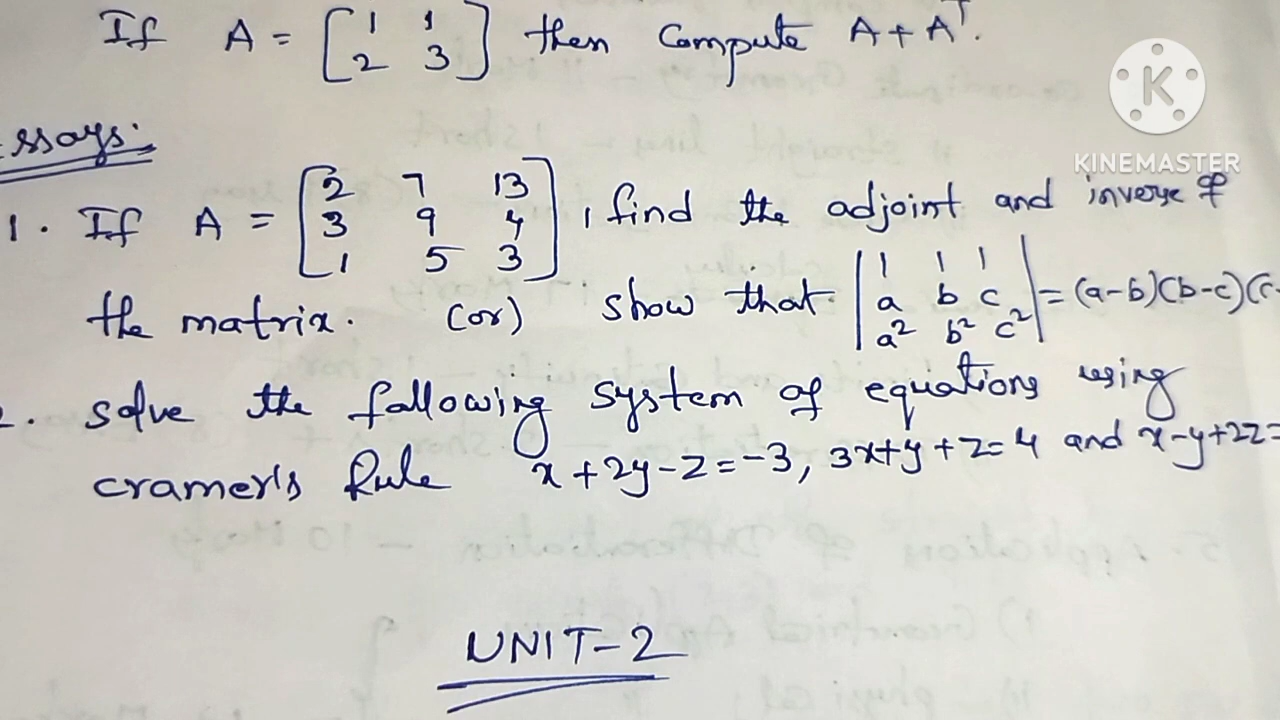 If A = [1 1 2 3] then compute A + Aᵀ.
ssays:
1. If A = [2 7 13 3 9 4 1 5 3], find the adjoint and inverse of
the matrix. (or) show that |1 1 1 a b c a² b² c²| = (a-b)(b-c)(c-
2. solve the following system of equations using
cramer's Rule x+2y-z=-3, 3x+y+z=4 and x-y+2z=
UNIT-2
K
KINEMASTER